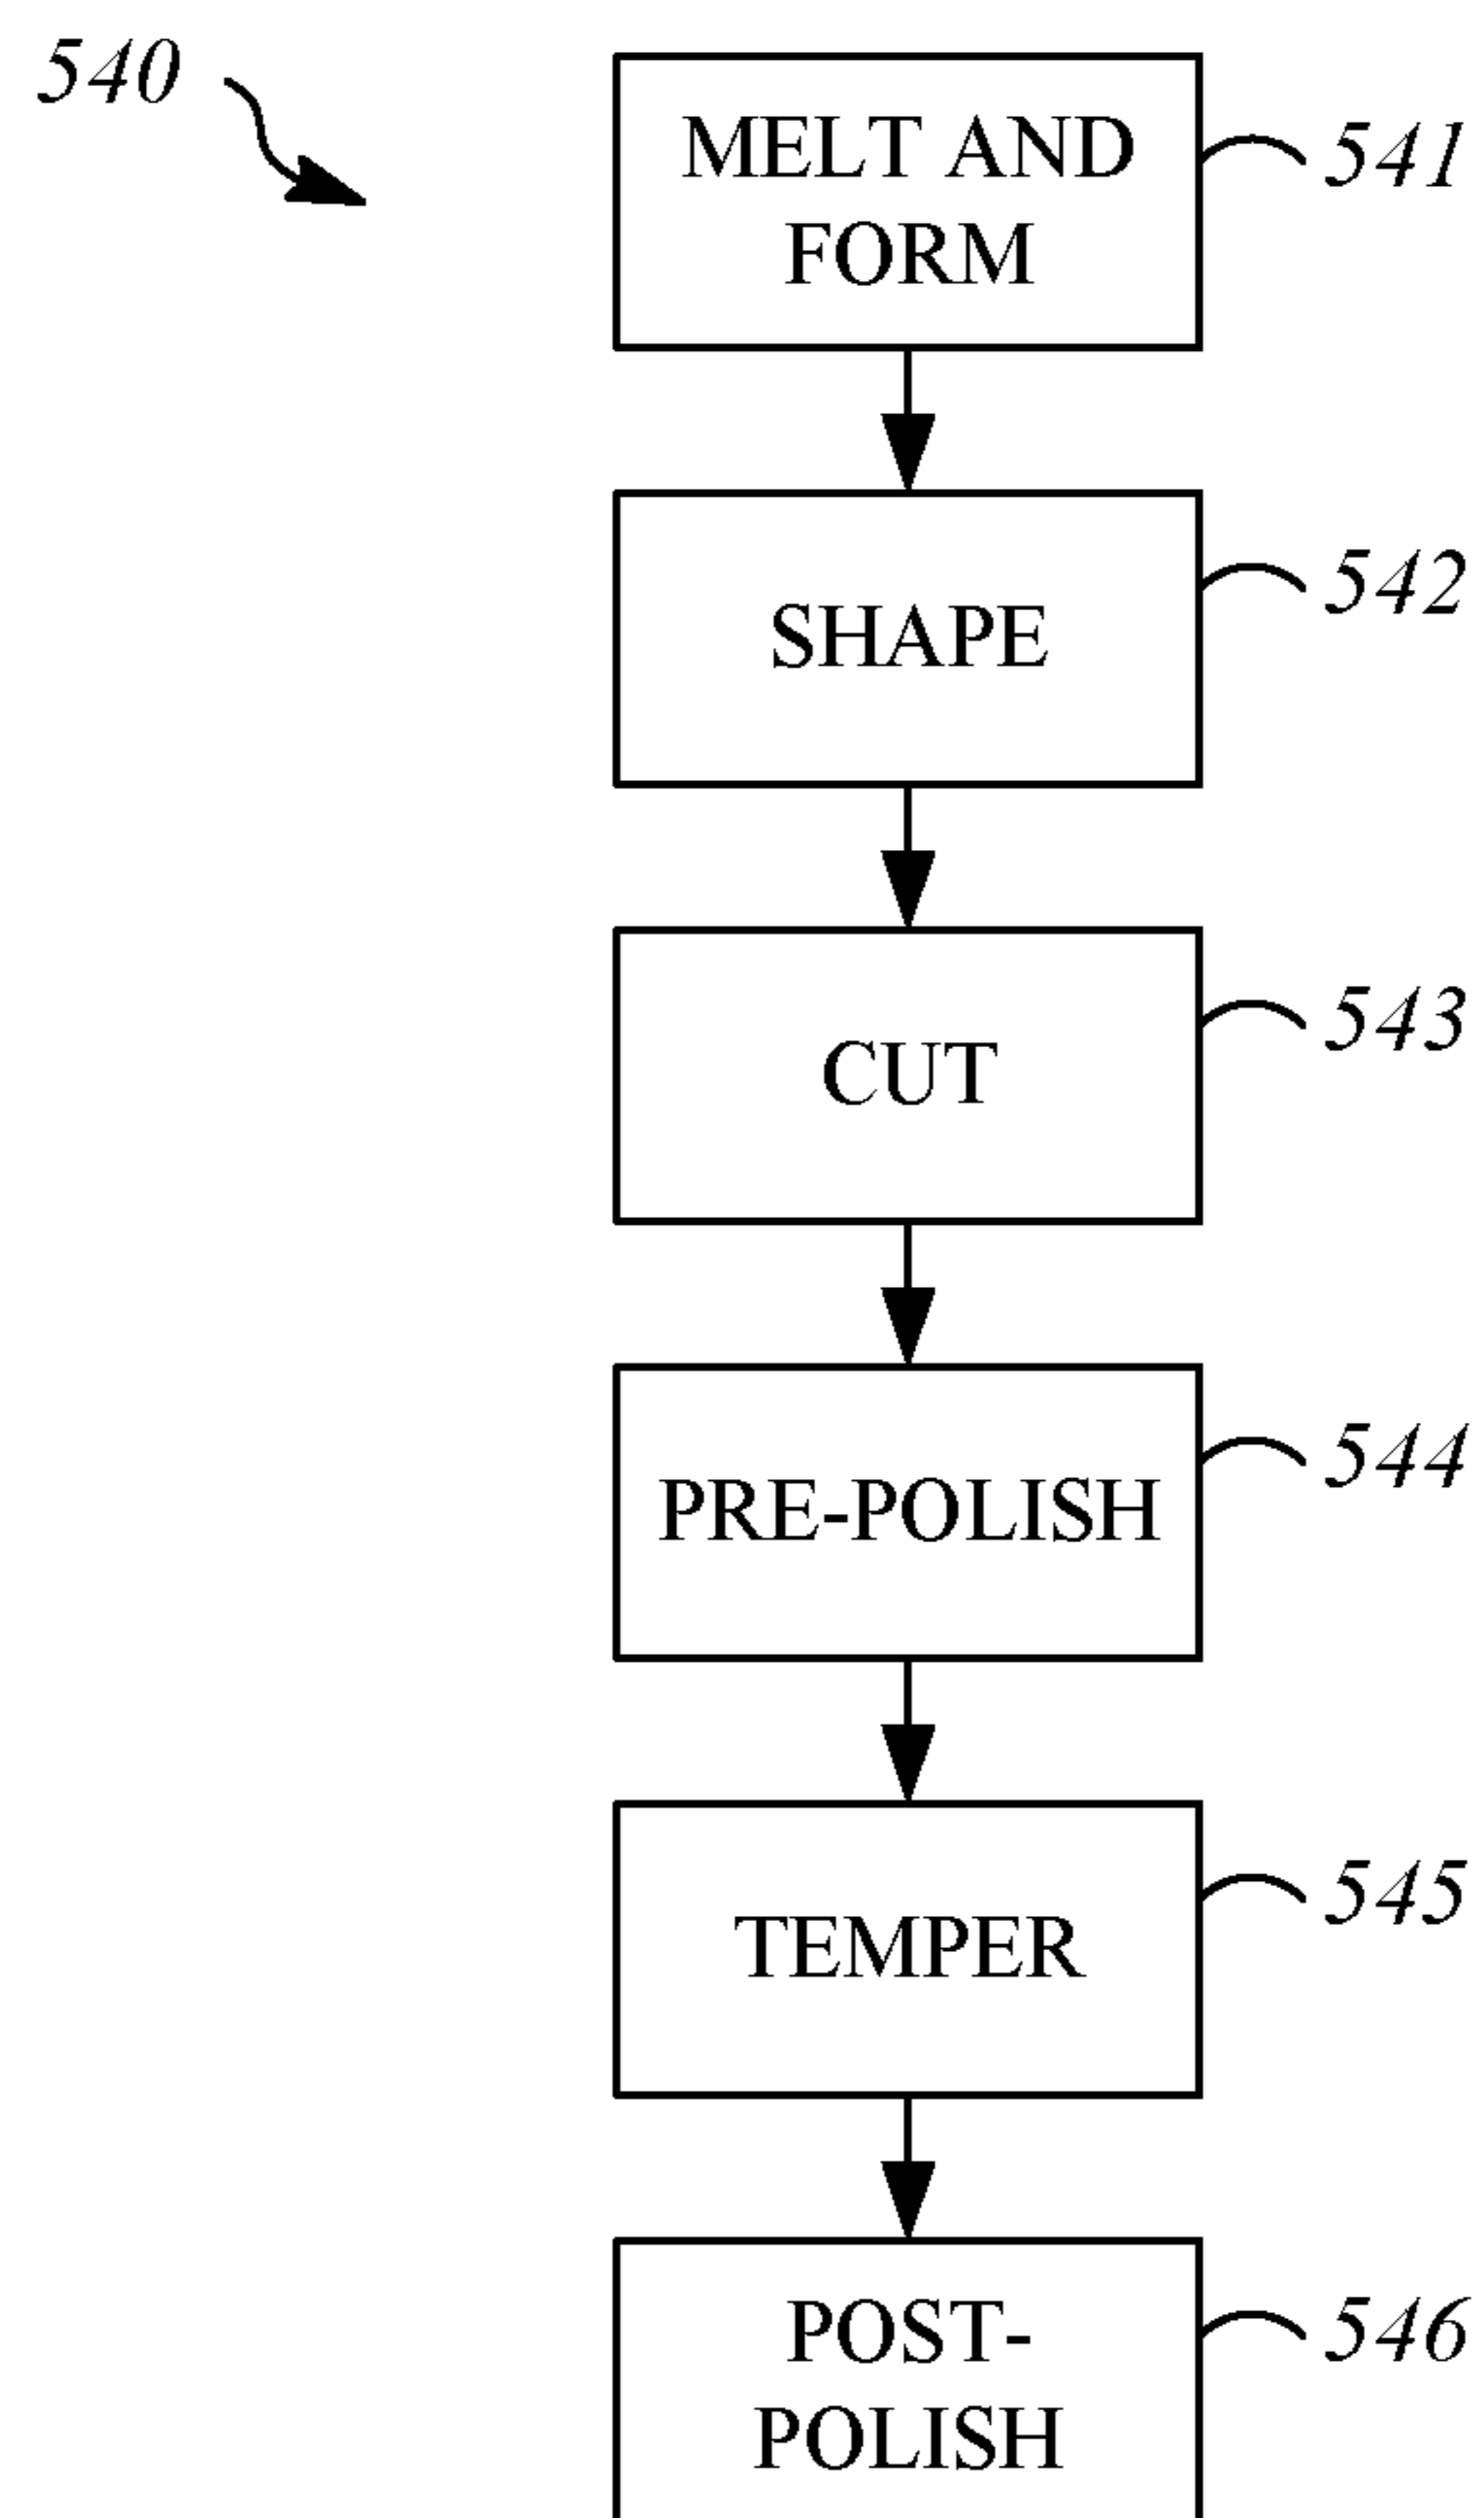 540
MELT AND
FORM
541
SHAPE
542
CUT
543
PRE-POLISH
544
TEMPER
545
POST-
POLISH
546